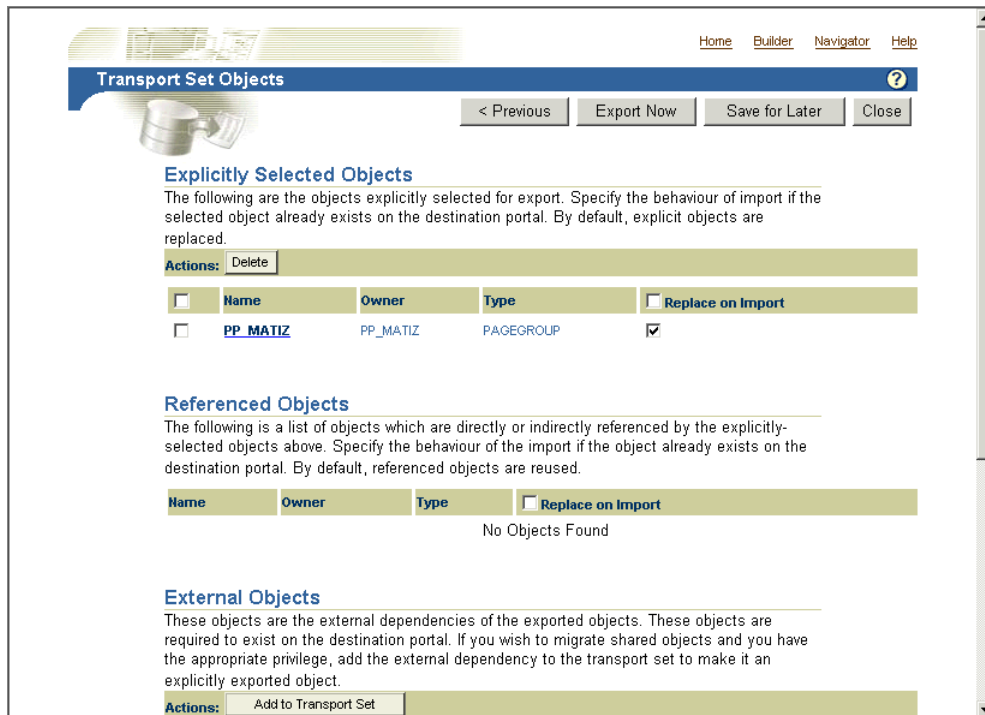 Home Builder Navigator Help
Transport Set Objects ?
< Previous Export Now Save for Later Close
Explicitly Selected Objects
The following are the objects explicitly selected for export. Specify the behaviour of import if the
selected object already exists on the destination portal. By default, explicit objects are
replaced.
Actions: Delete
Name Owner Type Replace on Import
PP_MATIZ PP_MATIZ PAGEGROUP
Referenced Objects
The following is a list of objects which are directly or indirectly referenced by the explicitly-
selected objects above. Specify the behaviour of the import if the object already exists on the
destination portal. By default, referenced objects are reused.
Name Owner Type Replace on Import
No Objects Found
External Objects
These objects are the external dependencies of the exported objects. These objects are
required to exist on the destination portal. If you wish to migrate shared objects and you have
the appropriate privilege, add the external dependency to the transport set to make it an
explicitly exported object.
Actions: Add to Transport Set